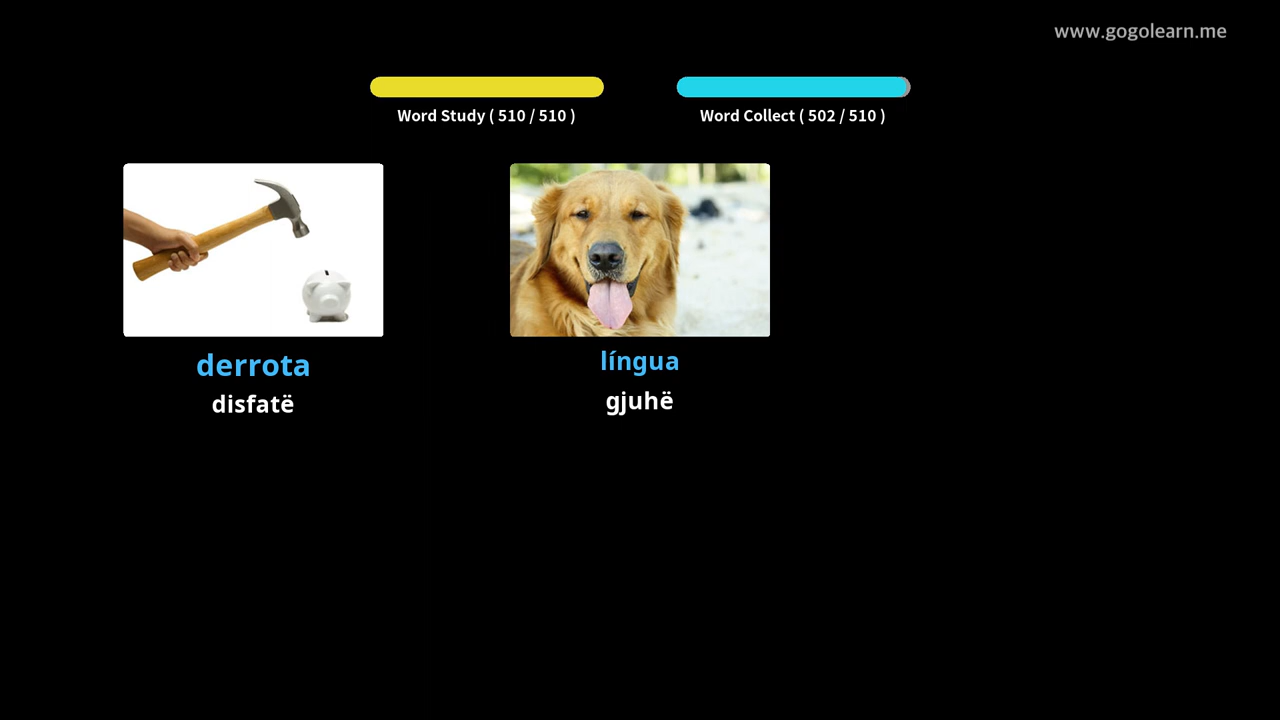 www.gogolearn.me
Word Study ( 510 / 510 )
Word Collect ( 502 / 510 )
derrota
disfatë
língua
gjuhë